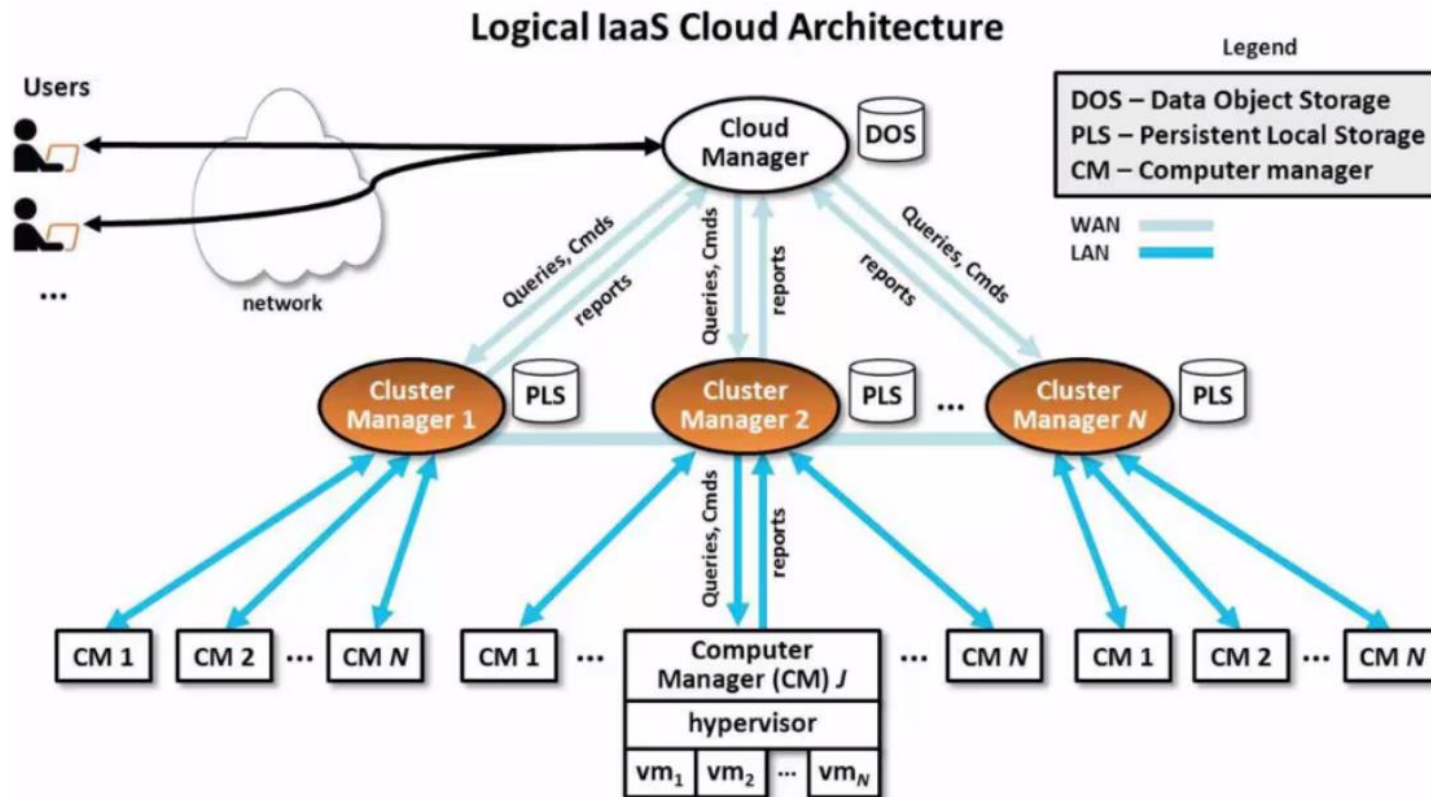 Logical IaaS Cloud Architecture
Legend
Users
DOS – Data Object Storage
PLS – Persistent Local Storage
CM – Computer manager
Cloud
Manager
DOS
WAN
LAN
...
network
Queries, Cmds
reports
Queries, Cmds
reports
Queries, Cmds
reports
Cluster
Manager 1
PLS
Cluster
Manager 2
PLS
...
Cluster
Manager N
PLS
Queries, Cmds
reports
CM 1
CM 2
...
CM N
CM 1
...
Computer
Manager (CM) J
hypervisor
vm1
vm2
...
vmN
...
CM N
CM 1
CM 2
...
CM N